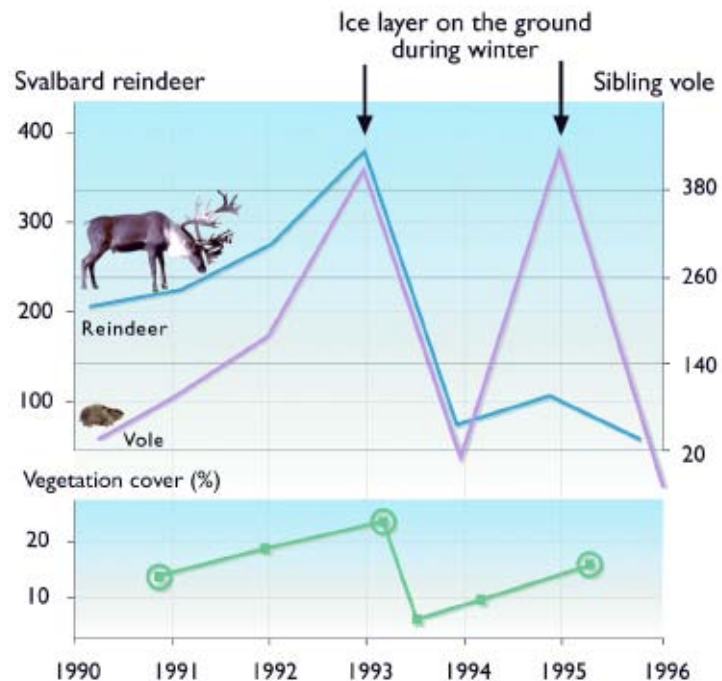 Ice layer on the ground
during winter
Svalbard reindeer
Sibling vole
400
300
200
100
380
260
140
20
Reindeer
Vole
Vegetation cover (%)
20
10
1990 1991 1992 1993 1994 1995 1996